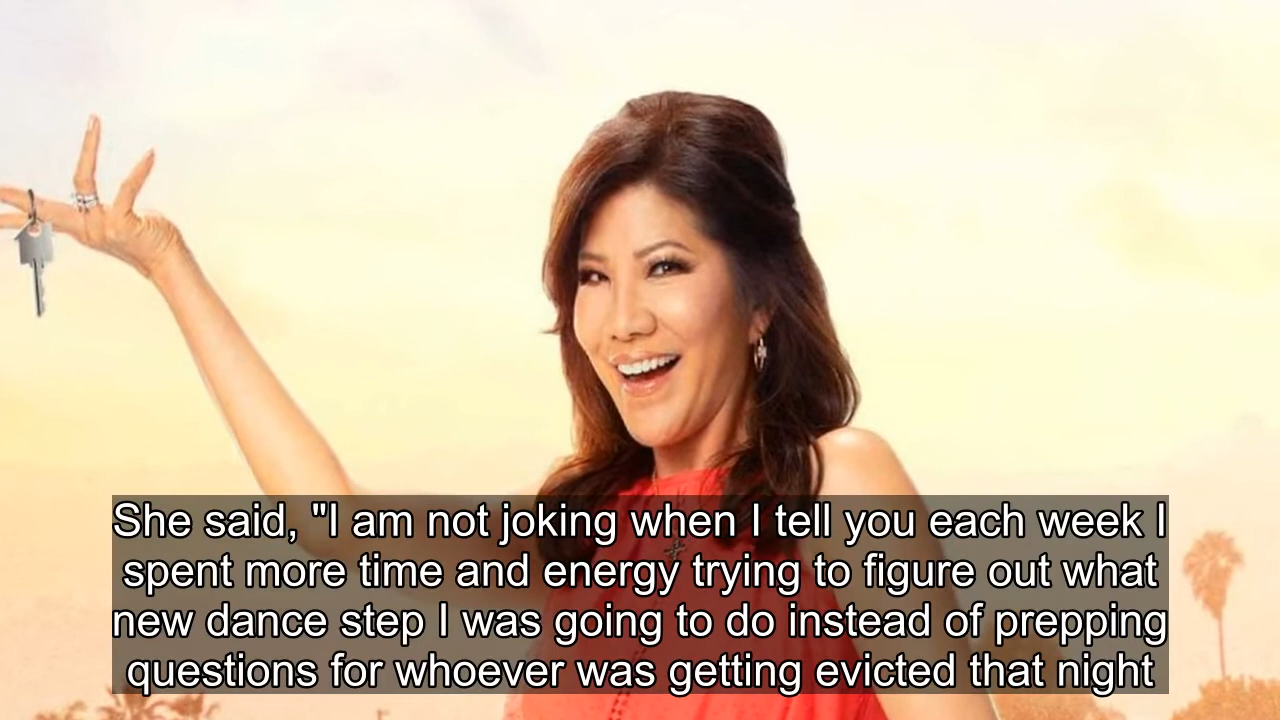 She said, "I am not joking when I tell you each week I
spent more time and energy trying to figure out what
new dance step I was going to do instead of prepping
questions for whoever was getting evicted that night